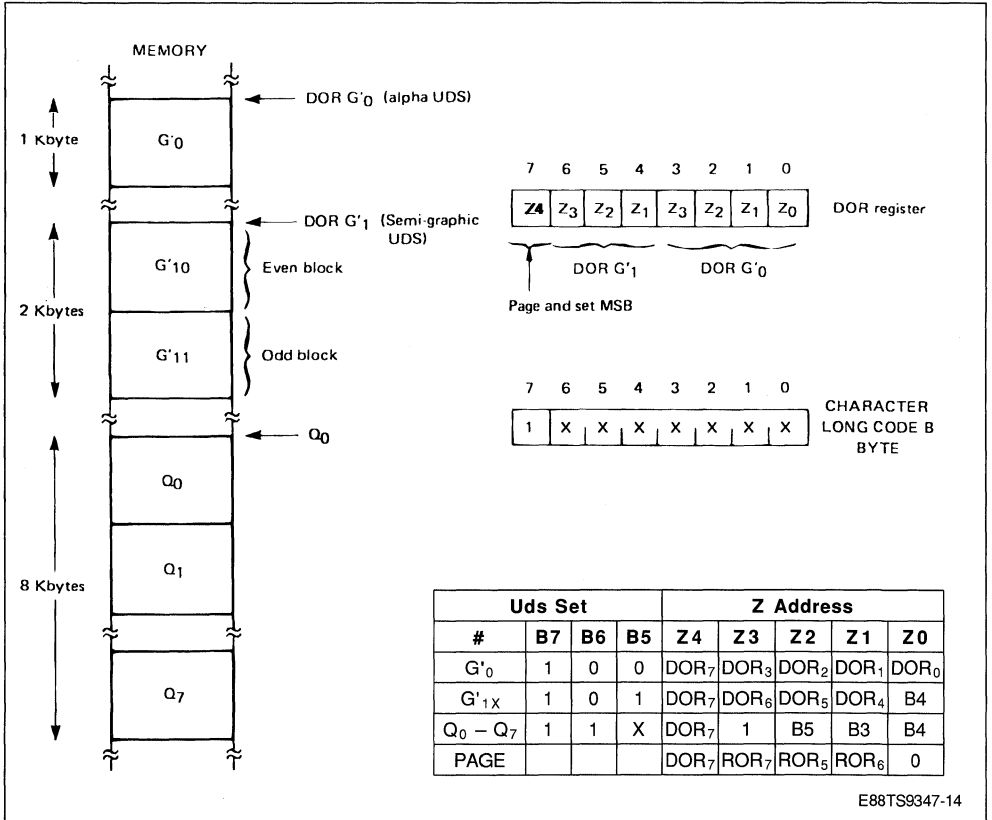 MEMORY
DOR G'0 (alpha UDS)
1 Kbyte
G'0
DOR G'1 (Semi-graphic UDS)
G'10
Even block
2 Kbytes
G'11
Odd block
Q0
Q0
Q1
8 Kbytes
Q7
7 6 5 4 3 2 1 0
Z4 Z3 Z2 Z1 Z3 Z2 Z1 Z0 DOR register
DOR G'1 DOR G'0
Page and set MSB
7 6 5 4 3 2 1 0
1 X X X X X X X
CHARACTER
LONG CODE B
BYTE
Uds Set Z Address
# B7 B6 B5 Z4 Z3 Z2 Z1 Z0
G'0 1 0 0 DOR7 DOR3 DOR2 DOR1 DOR0
G'1X 1 0 1 DOR7 DOR6 DOR5 DOR4 B4
Q0 – Q7 1 1 X DOR7 1 B5 B3 B4
PAGE DOR7 ROR7 ROR5 ROR6 0
E88TS9347-14